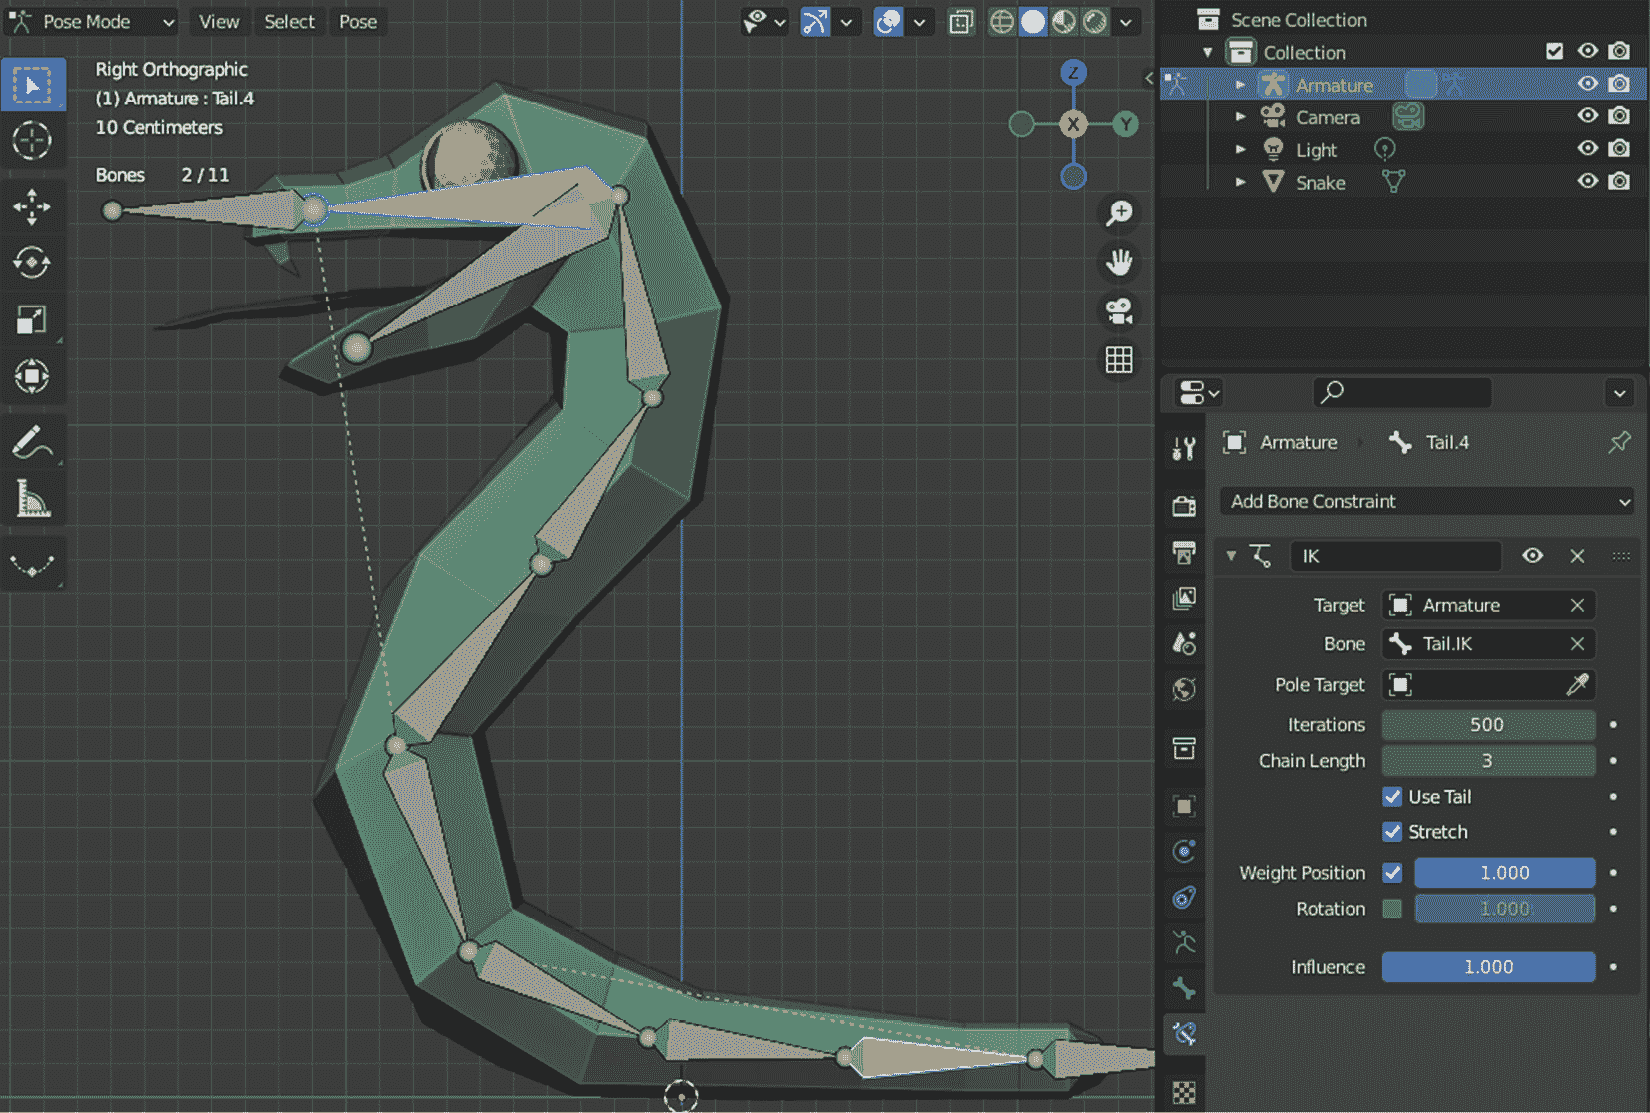 Pose Mode View Select Pose
Right Orthographic
(1) Armature : Tail.4
10 Centimeters
Bones 2 / 11
Z
X
Y
Scene Collection
Collection
Armature
Camera
Light
Snake
Armature Tail.4
Add Bone Constraint
IK
Target Armature
Bone Tail.IK
Pole Target
Iterations 500
Chain Length 3
Use Tail
Stretch
Weight Position 1.000
Rotation 1.000
Influence 1.000